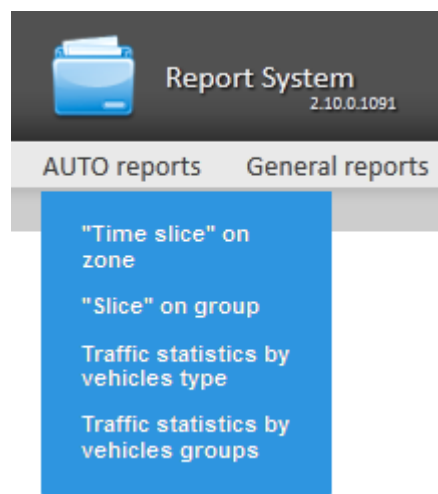 Report System
2.10.0.1091
AUTO reports General reports
"Time slice" on
zone
"Slice" on group
Traffic statistics by
vehicles type
Traffic statistics by
vehicles groups